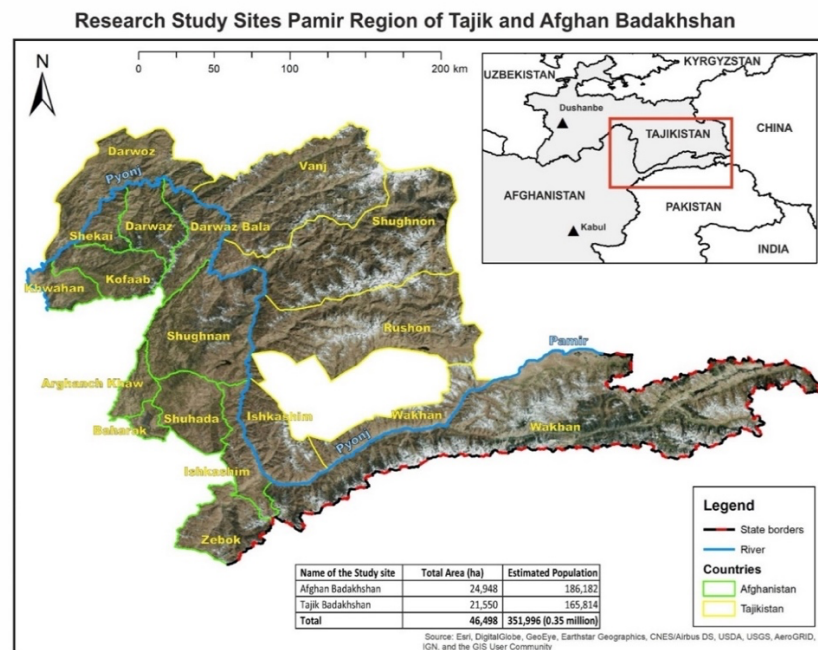 Research Study Sites Pamir Region of Tajik and Afghan Badakhshan
N
0 50 100 200 km
UZBEKISTAN
KYRGYZSTAN
Dushanbe
TAJIKISTAN
CHINA
AFGHANISTAN
PAKISTAN
Kabul
INDIA
Darwoz
Pyonj
Vanj
Shekai
Darwaz
Darwaz Bala
Shughnon
Khwahan
Kofaab
Shughnan
Rushon
Pamir
Arghanch Khaw
Baharak
Shuhada
Ishkashim
Wakhan
Pyonj
Wakhan
Ishkashim
Zebok
Legend
State borders
River
Countries
Afghanistan
Tajikistan
Name of the Study site Total Area (ha) Estimated Population
Afghan Badakhshan 24,948 186,182
Tajik Badakhshan 21,550 165,814
Total 46,498 351,996 (0.35 million)
Source: Esri, DigitalGlobe, GeoEye, Earthstar Geographics, CNES/Airbus DS, USDA, USGS, AeroGRID,
IGN, and the GIS User Community